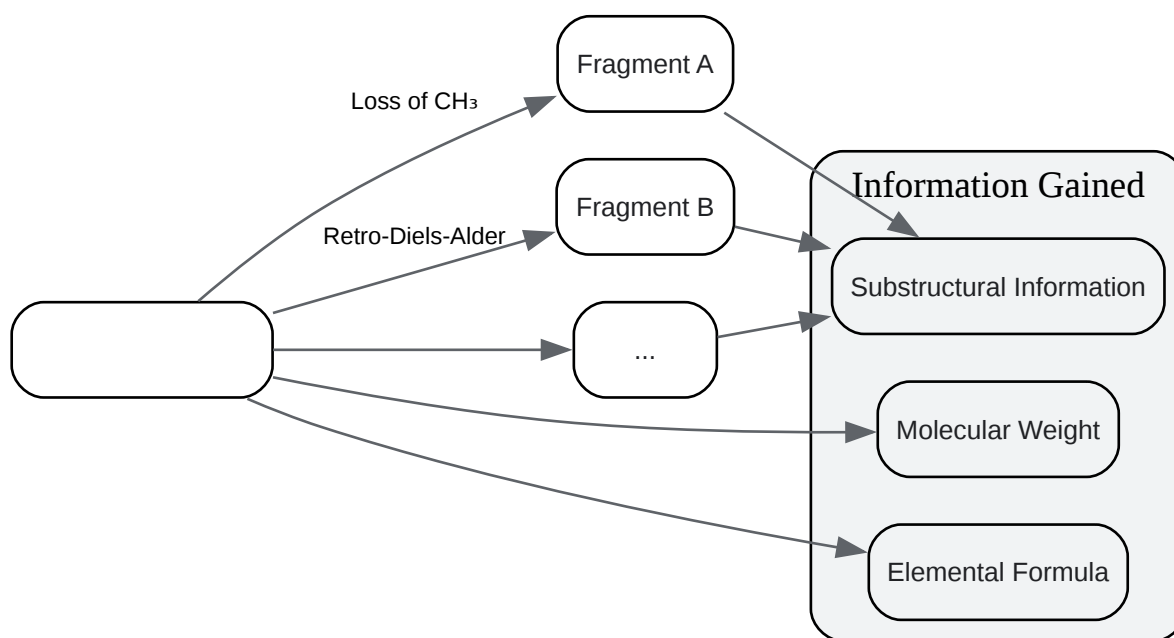 Fragment A
Loss of CH₃
Information Gained
Fragment B
Retro-Diels-Alder
Substructural Information
...
Molecular Weight
Elemental Formula